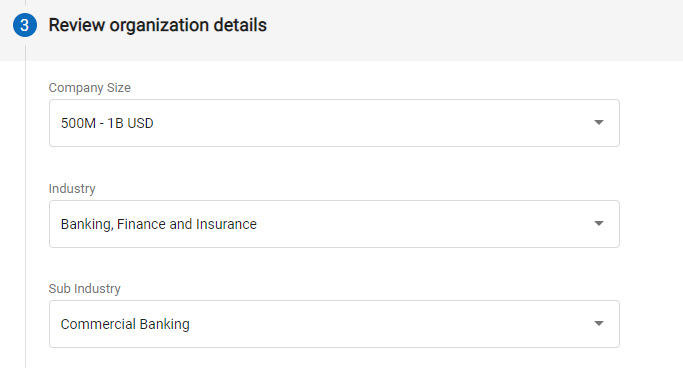 3 Review organization details
Company Size
500M - 1B USD
Industry
Banking, Finance and Insurance
Sub Industry
Commercial Banking